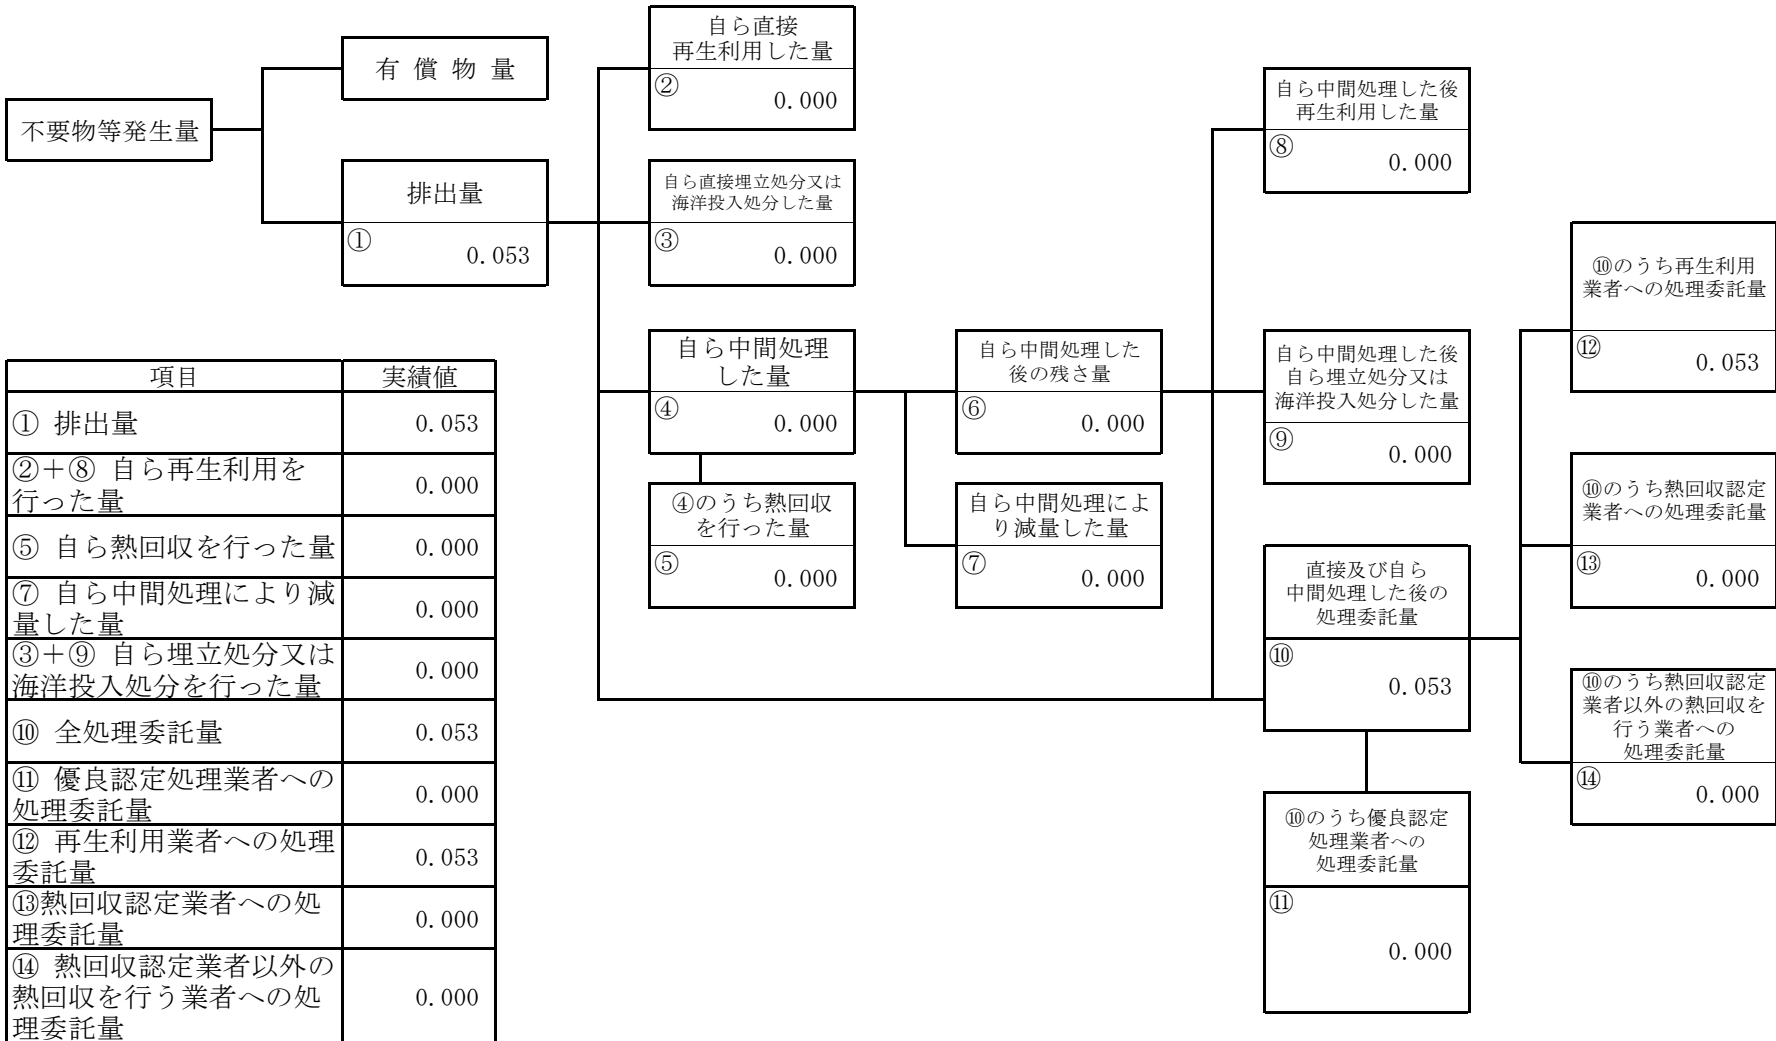 不要物等発生量
有 償 物 量
排出量
① 0.053
自ら直接
再生利用した量
② 0.000
自ら直接埋立処分又は
海洋投入処分した量
③ 0.000
自ら中間処理
した量
④ 0.000
④のうち熱回収
を行った量
⑤ 0.000
自ら中間処理した
後の残さ量
⑥ 0.000
自ら中間処理によ
り減量した量
⑦ 0.000
自ら中間処理した後
再生利用した量
⑧ 0.000
自ら中間処理した後
自ら埋立処分又は
海洋投入処分した量
⑨ 0.000
直接及び自ら
中間処理した後の
処理委託量
⑩ 0.053
⑩のうち優良認定
処理業者への
処理委託量
⑪ 0.000
⑩のうち再生利用
業者への処理委託量
⑫ 0.053
⑩のうち熱回収認定
業者への処理委託量
⑬ 0.000
⑩のうち熱回収認定
業者以外の熱回収を
行う業者への
処理委託量
⑭ 0.000
項目 実績値
① 排出量 0.053
②＋⑧ 自ら再生利用を
行った量 0.000
⑤ 自ら熱回収を行った量 0.000
⑦ 自ら中間処理により減
量した量 0.000
③＋⑨ 自ら埋立処分又は
海洋投入処分を行った量 0.000
⑩ 全処理委託量 0.053
⑪ 優良認定処理業者への
処理委託量 0.000
⑫ 再生利用業者への処理
委託量 0.053
⑬熱回収認定業者への処
理委託量 0.000
⑭ 熱回収認定業者以外の
熱回収を行う業者への処
理委託量 0.000